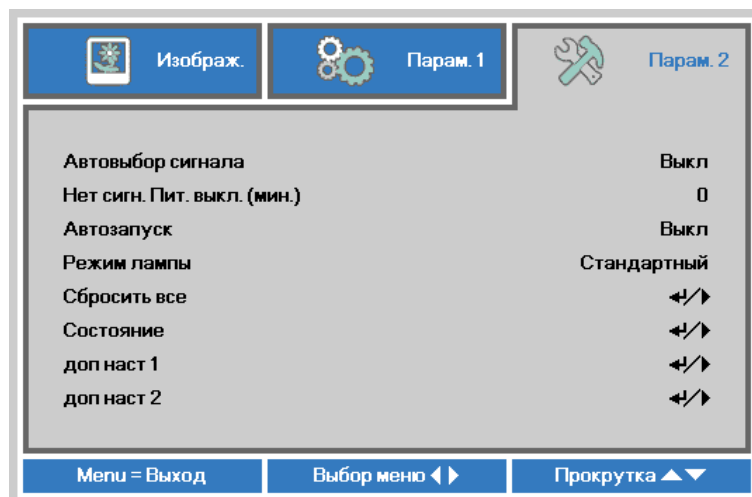 Изображ. Парам. 1 Парам. 2
Автовыбор сигнала Выкл
Нет сигн. Пит. выкл. (мин.) 0
Автозапуск Выкл
Режим лампы Стандартный
Сбросить все
Состояние
доп наст 1
доп наст 2
Menu = Выход Выбор меню Прокрутка